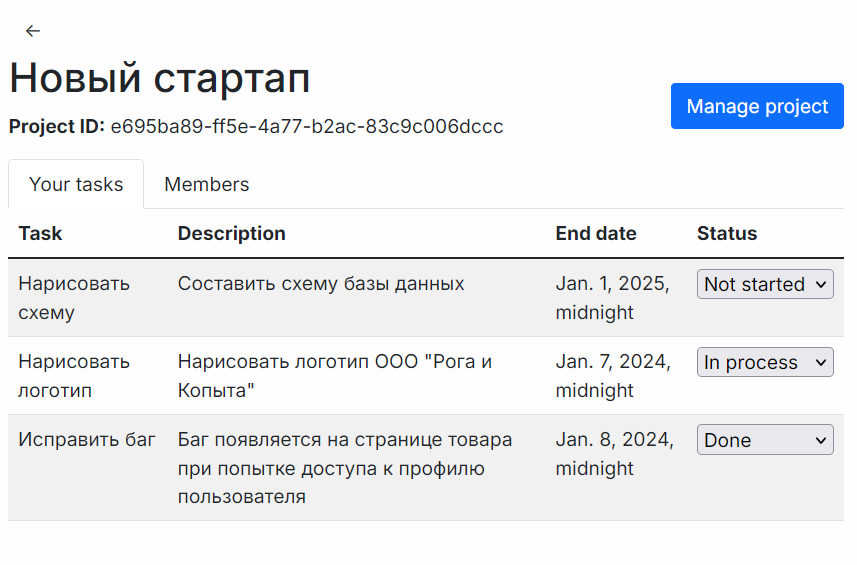 ←
Новый стартап
Manage project
Project ID: e695ba89-ff5e-4a77-b2ac-83c9c006dccc
Your tasks Members
Task Description End date Status
Нарисовать Составить схему базы данных Jan. 1, 2025, Not started
схему midnight
Нарисовать Нарисовать логотип ООО "Рога и Jan. 7, 2024, In process
логотип Копыта" midnight
Исправить баг Баг появляется на странице товара Jan. 8, 2024, Done
при попытке доступа к профилю midnight
пользователя